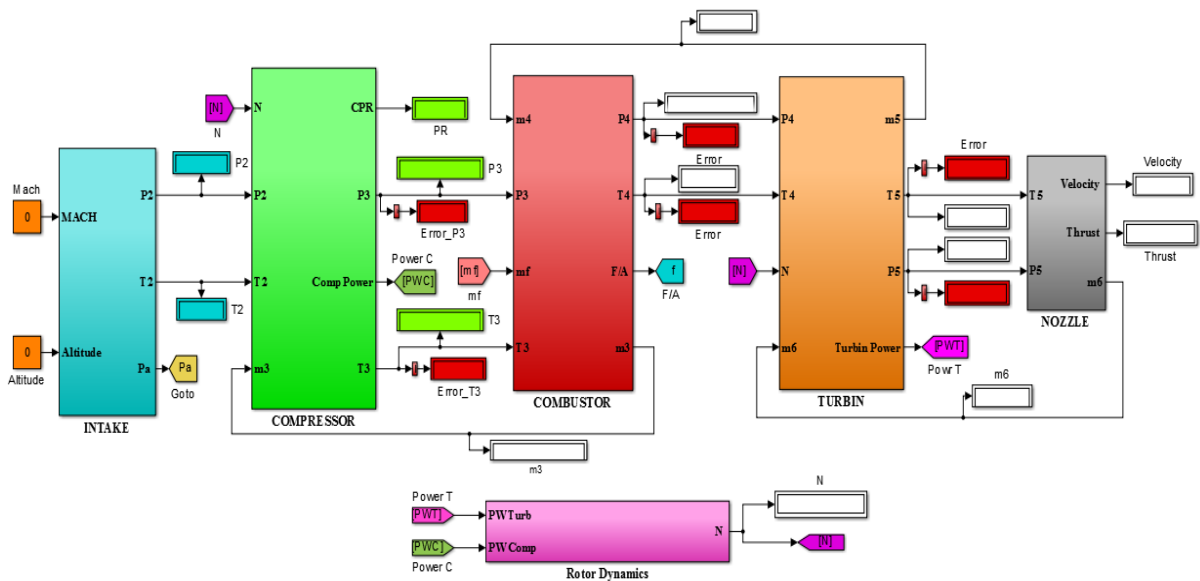 Mach
0
MACH
Altitude
0
Altitude
P2
T2
Pa
INTAKE
P2
T2
Pa
Goto
[N]
N
N
P2
T2
m3
CPR
P3
Comp Power
T3
COMPRESSOR
PR
P3
Error_P3
Power C
[PWC]
T3
Error_T3
m3
[mf]
mf
m4
P3
mf
T3
P4
T4
F/A
m3
COMBUSTOR
Error
Error
f
F/A
[N]
P4
T4
N
m6
m5
T5
P5
Turbin Power
TURBIN
Error
[PWT]
Powr T
m6
T5
P5
Velocity
Thrust
m6
NOZZLE
Velocity
Thrust
Power T
PWT]
[PWC]
Power C
PWTurb
PWComp
N
Rotor Dynamics
N
[N]